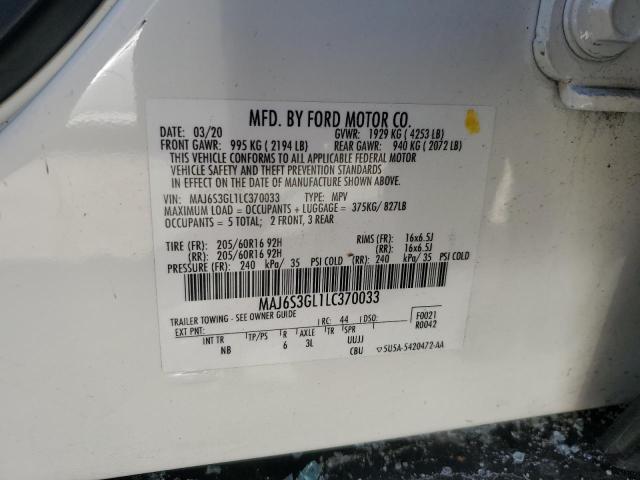 MFD. BY FORD MOTOR CO.
DATE: 03/20 GVWR: 1929 KG ( 4253 LB)
FRONT GAWR: 995 KG ( 2194 LB) REAR GAWR: 940 KG ( 2072 LB)
THIS VEHICLE CONFORMS TO ALL APPLICABLE FEDERAL MOTOR
VEHICLE SAFETY AND THEFT PREVENTION STANDARDS
IN EFFECT ON THE DATE OF MANUFACTURE SHOWN ABOVE.
VIN: MAJ6S3GL1LC370033 TYPE: MPV
MAXIMUM LOAD = OCCUPANTS + LUGGAGE = 375KG/ 827LB
OCCUPANTS = 5 TOTAL; 2 FRONT, 3 REAR
TIRE (FR): 205/60R16 92H RIMS (FR): 16x6.5J
(RR): 205/60R16 92H (RR): 16x6.5J
PRESSURE (FR): 240 kPa/ 35 PSI COLD (RR): 240 kPa/ 35 PSI COLD
MAJ6S3GL1LC370033
TRAILER TOWING - SEE OWNER GUIDE RC: 44 DSO: F0021
EXT PNT: R0042
INT TR TP/PS R AXLE TR SPR
NB 6 3L UUJJ
CBU 5U5A-5420472-AA